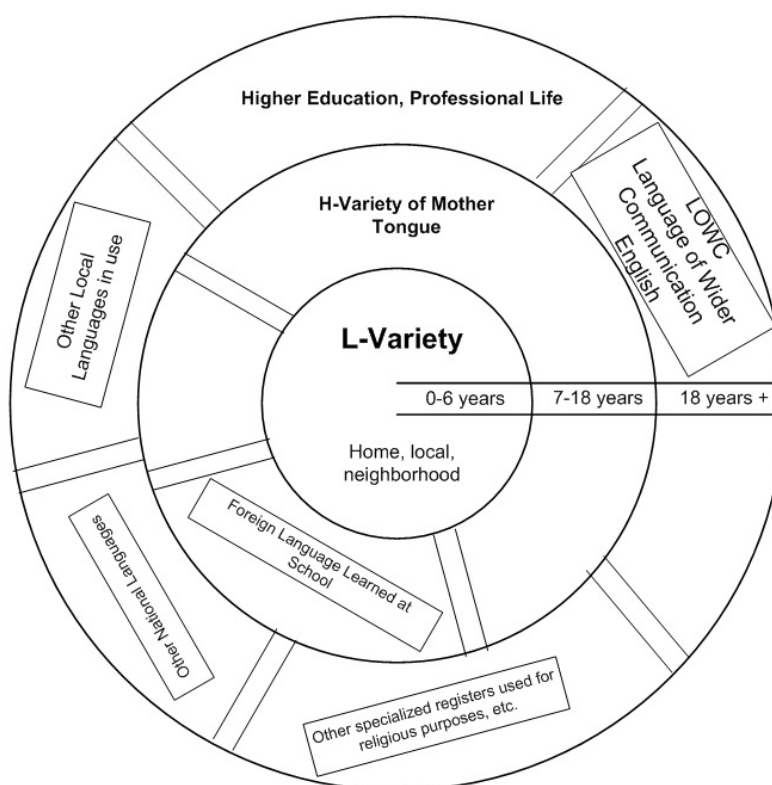 Higher Education, Professional Life
H-Variety of Mother
Tongue
LOWC
Language of Wider
Communication
English
Other Local
Languages in use
L-Variety
0-6 years
7-18 years
18 years +
Home, local,
neighborhood
Foreign Language Learned at
School
Other National Languages
Other specialized registers used for
religious purposes, etc.